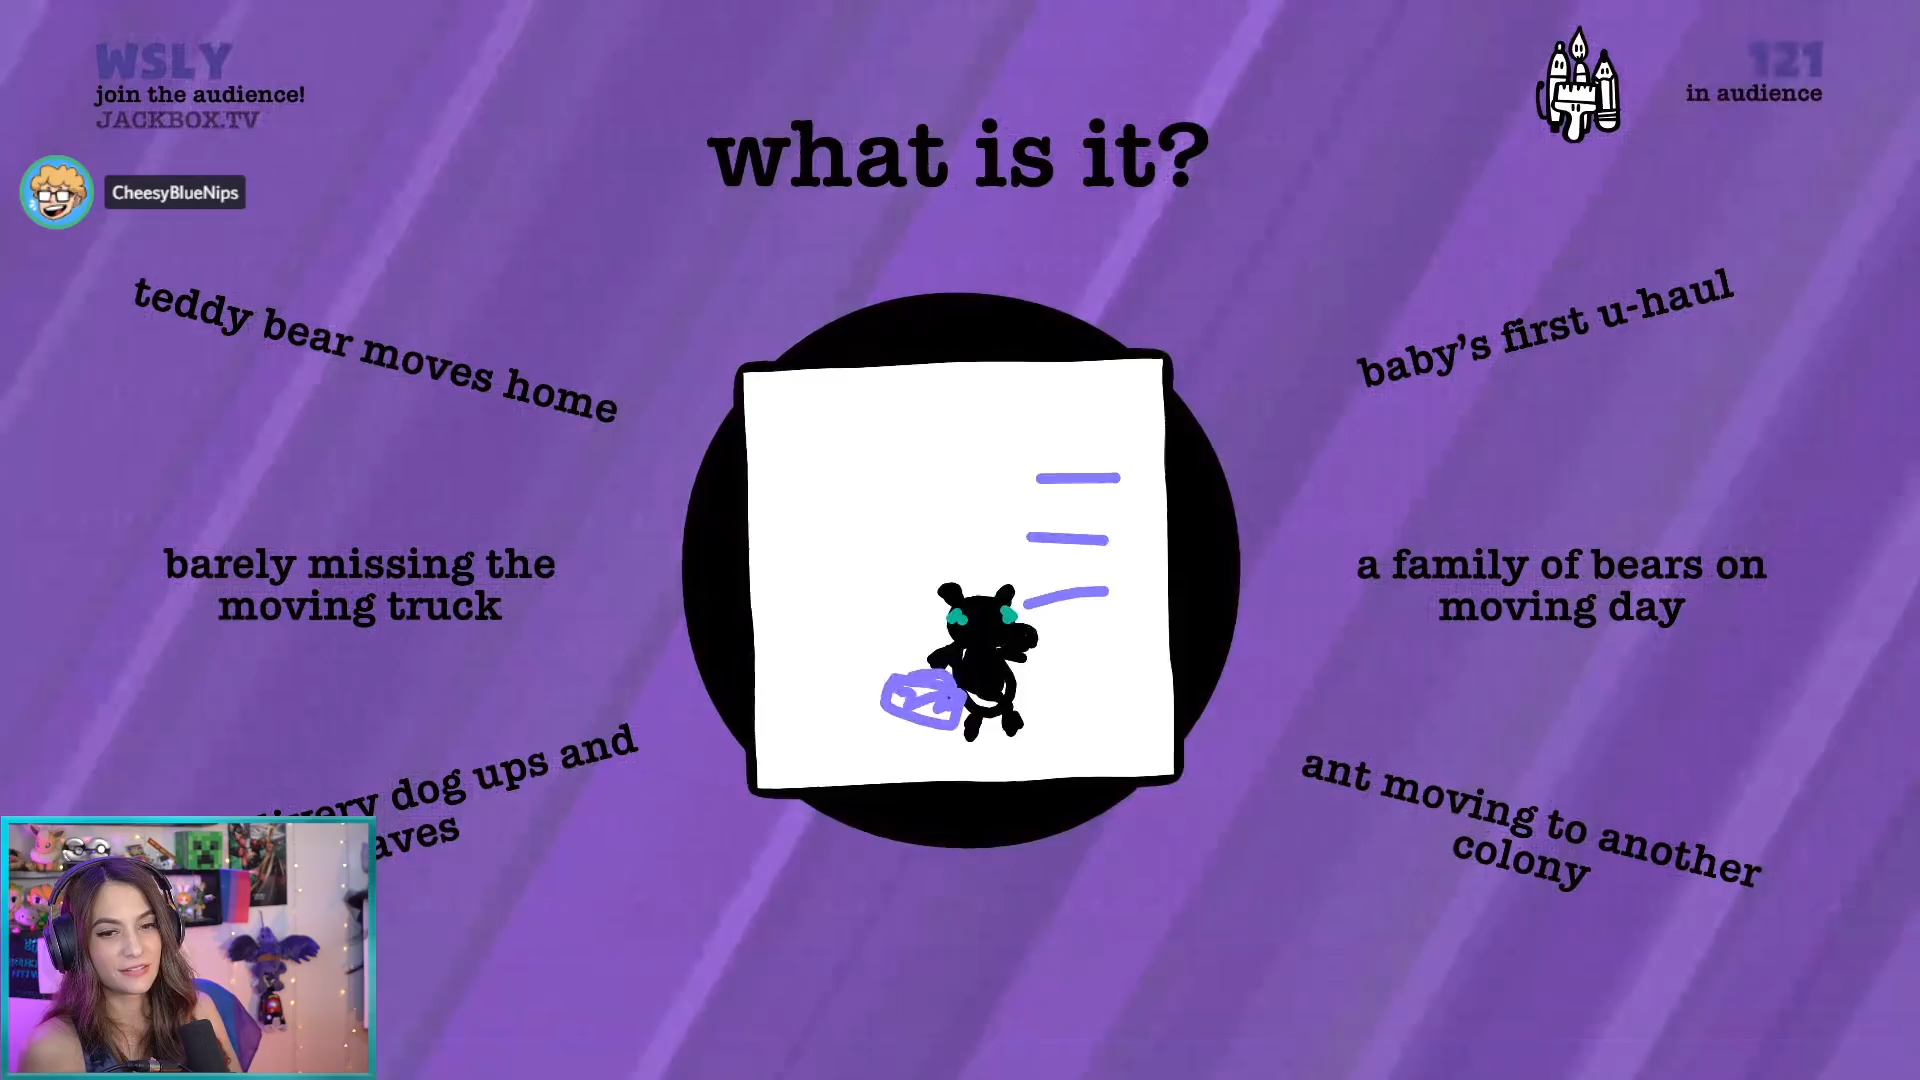 WSLY
join the audience!
JACKBOX.TV
121
in audience
CheesyBlueNips
what is it?
teddy bear moves home
baby's first u-haul
barely missing the
moving truck
a family of bears on
moving day
dog ups and
ant moving to another
colony